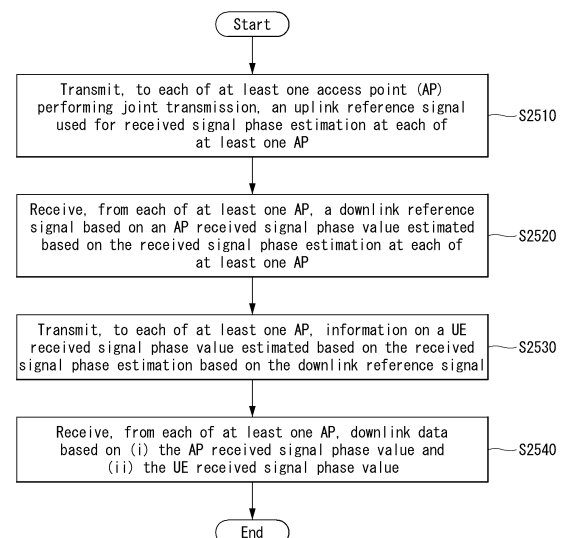 Start
Transmit, to each of at least one access point (AP)
performing joint transmission, an uplink reference signal
used for received signal phase estimation at each of
at least one AP
S2510
Receive, from each of at least one AP, a downlink reference
signal based on an AP received signal phase value estimated
based on the received signal phase estimation at each of
at least one AP
S2520
Transmit, to each of at least one AP, information on a UE
received signal phase value estimated based on the received
signal phase estimation based on the downlink reference signal
S2530
Receive, from each of at least one AP, downlink data
based on (i) the AP received signal phase value and
(ii) the UE received signal phase value
S2540
End